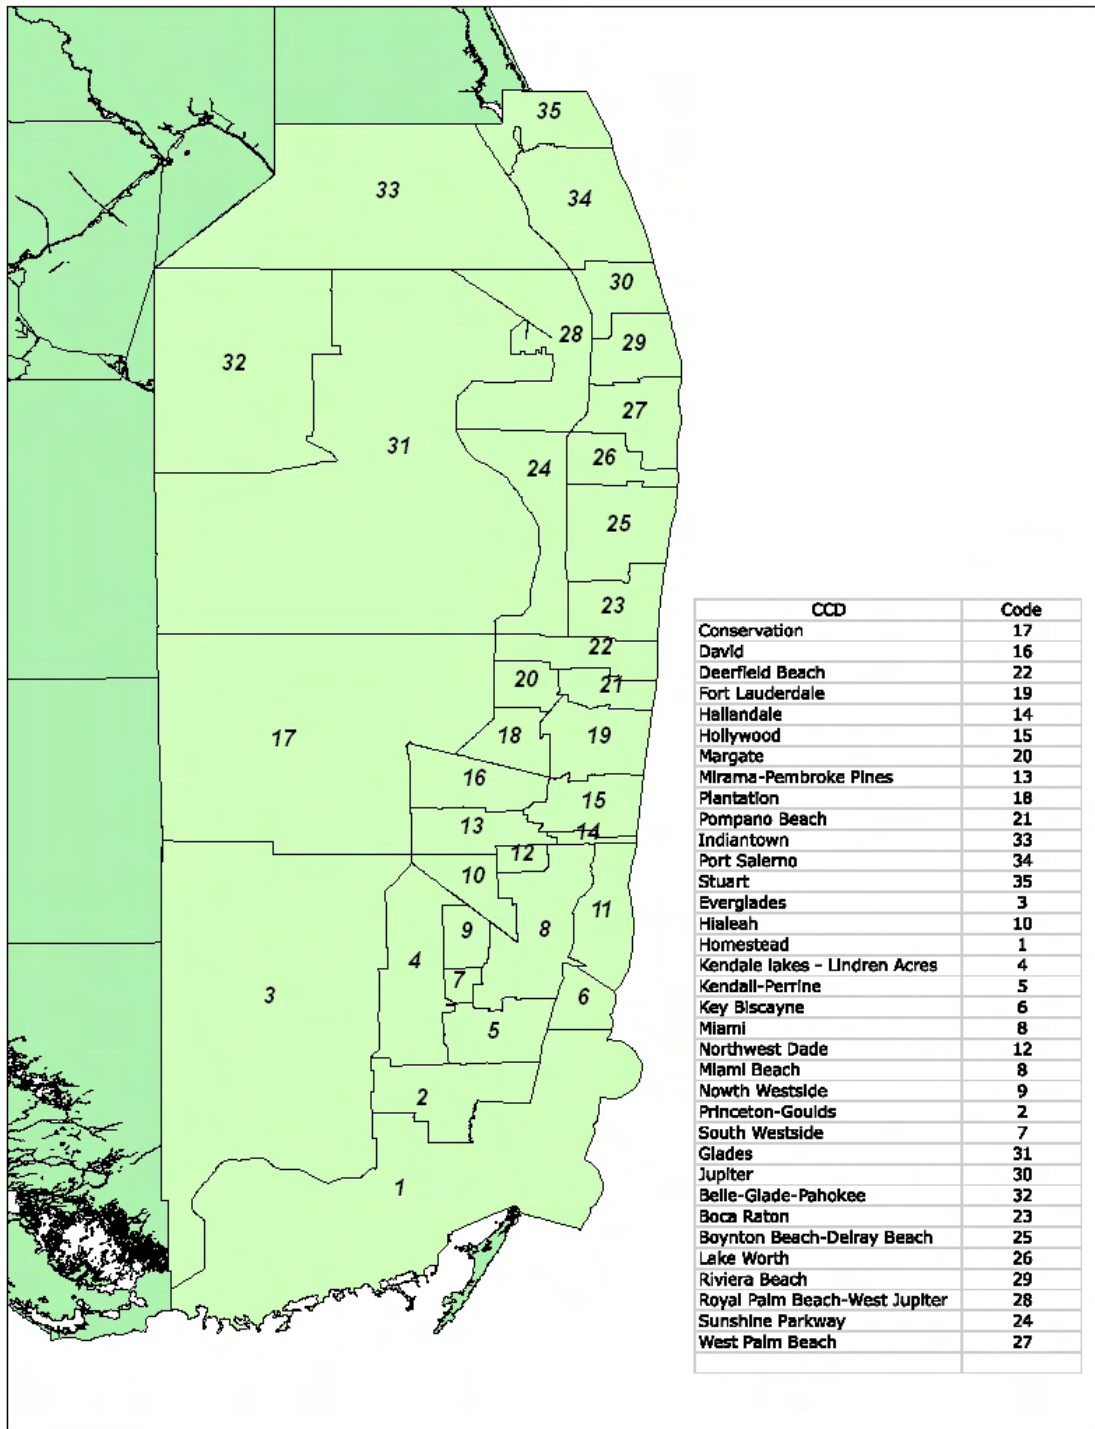 35
33
34
30
28
29
32
27
31
26
24
25
23
22
20
21
17
18
19
16
15
13
14
12
10
11
9
8
4
7
3
6
5
2
1
CCD Code
Conservation 17
David 16
Deerfield Beach 22
Fort Lauderdale 19
Hallandale 14
Hollywood 15
Margate 20
Mirama-Pembroke Pines 13
Plantation 18
Pompano Beach 21
Indiantown 33
Port Salerno 34
Stuart 35
Everglades 3
Hialeah 10
Homestead 1
Kendale lakes - Lindren Acres 4
Kendall-Perrine 5
Key Biscayne 6
Miami 8
Northwest Dade 12
Miami Beach 8
Nowth Westside 9
Princeton-Goulds 2
South Westside 7
Glades 31
Jupiter 30
Belle-Glade-Pahokee 32
Boca Raton 23
Boynton Beach-Delray Beach 25
Lake Worth 26
Riviera Beach 29
Royal Palm Beach-West Jupiter 28
Sunshine Parkway 24
West Palm Beach 27